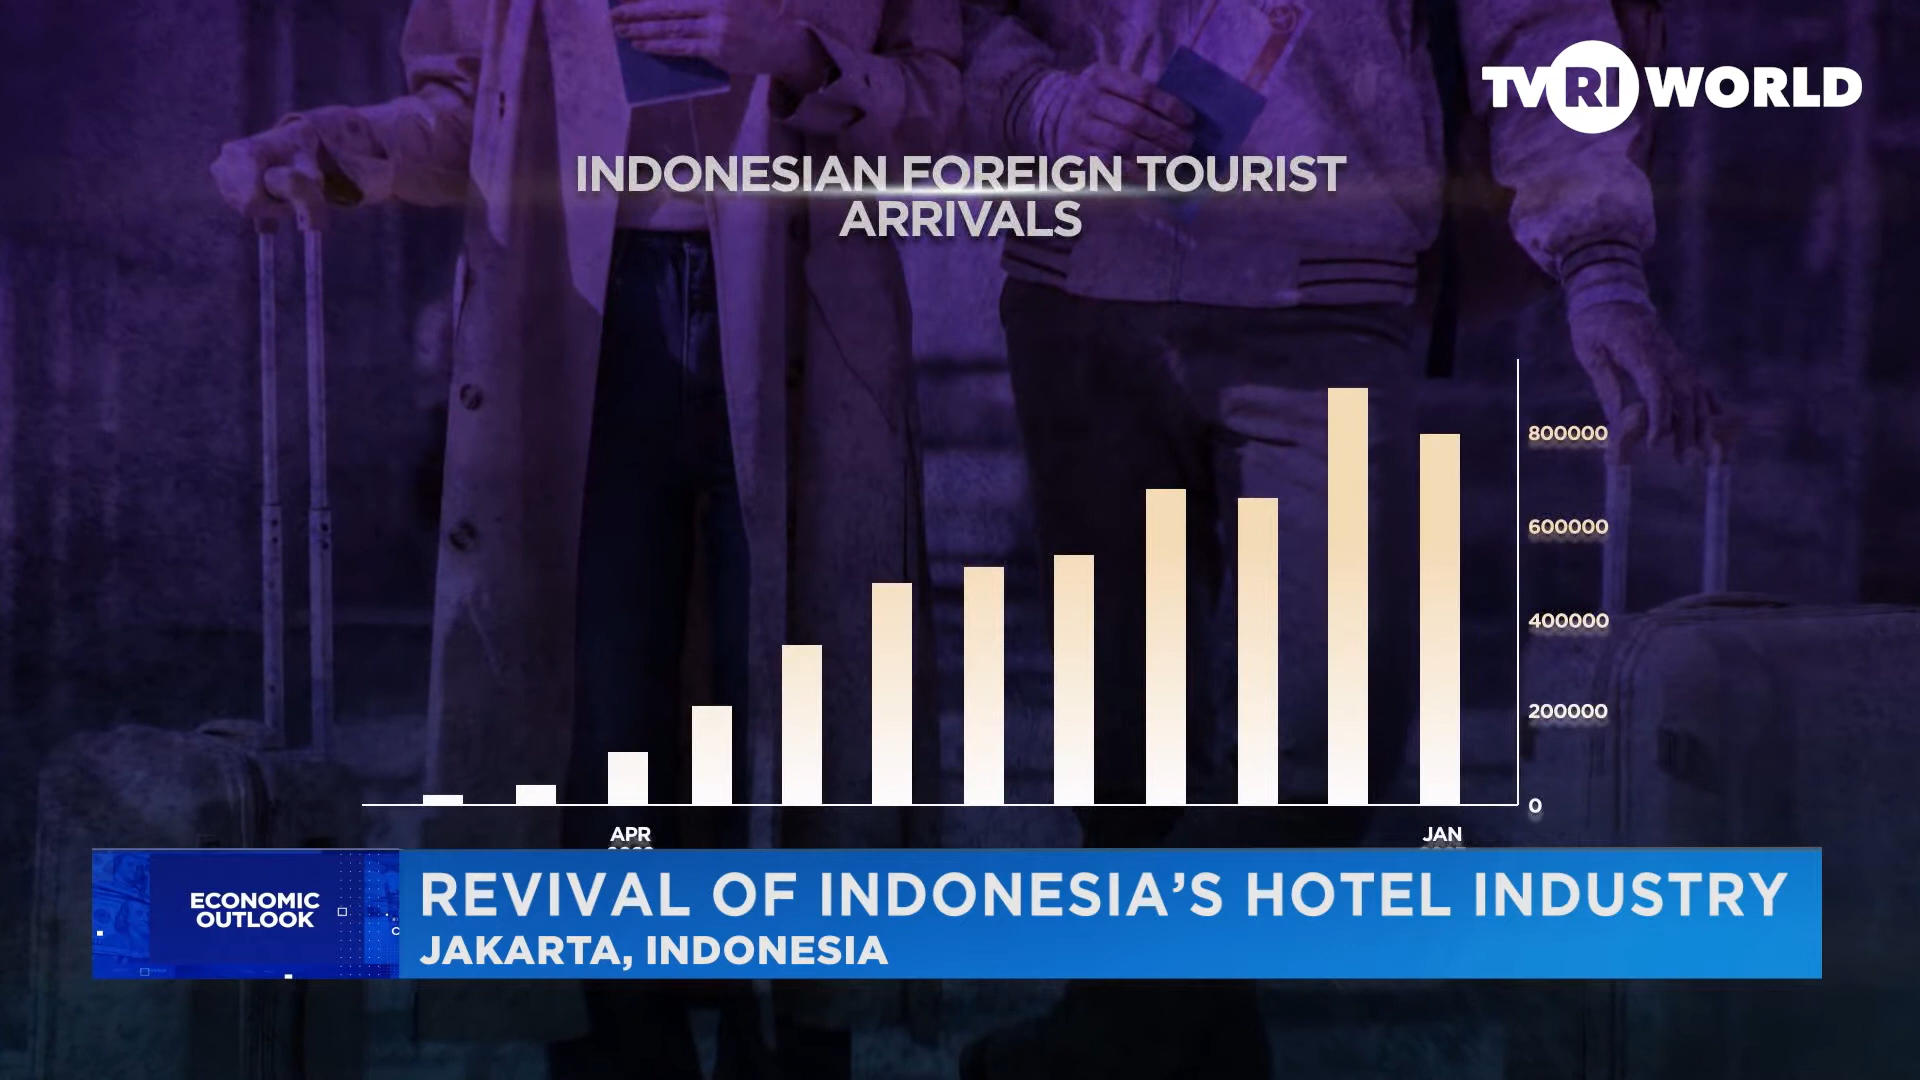 TVRI WORLD
INDONESIAN FOREIGN TOURIST
ARRIVALS
800000
600000
400000
200000
0
APR
JAN
ECONOMIC
OUTLOOK
REVIVAL OF INDONESIA'S HOTEL INDUSTRY
JAKARTA, INDONESIA